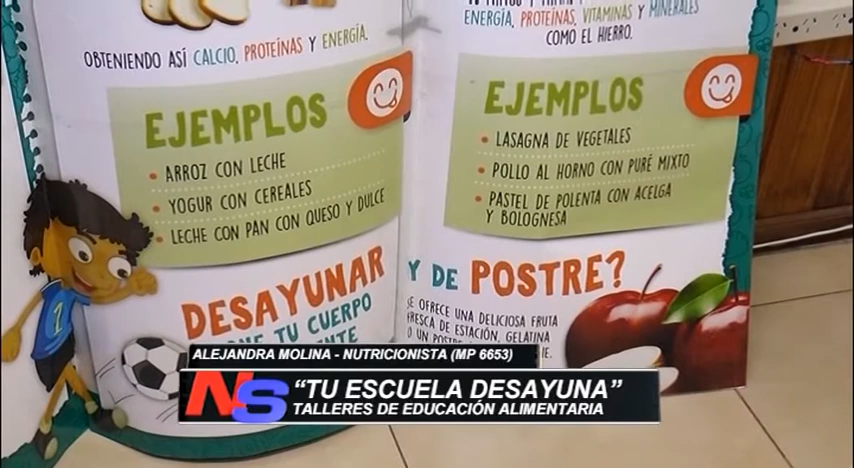 OBTENIENDO ASÍ CALCIO, PROTEÍNAS Y ENERGÍA.
EJEMPLOS
• ARROZ CON LECHE
• YOGUR CON CEREALES
• LECHE CON PAN CON QUESO Y DULCE
DESAYUNAR
QUE TU CUERPO
ENERGÍA, PROTEÍNAS, VITAMINAS Y MINERALES
COMO EL HIERRO.
EJEMPLOS
• LASAGNA DE VEGETALES
• POLLO AL HORNO CON PURÉ MIXTO
• PASTEL DE POLENTA CON ACELGA
Y BOLOGNESA
Y DE POSTRE?
SE OFRECE UNA DELICIOSA FRUTA
FRESCA DE ESTACIÓN, GELATINA
O UN
1
ALEJANDRA MOLINA - NUTRICIONISTA (MP 6653)
NS
“TU ESCUELA DESAYUNA”
TALLERES DE EDUCACIÓN ALIMENTARIA